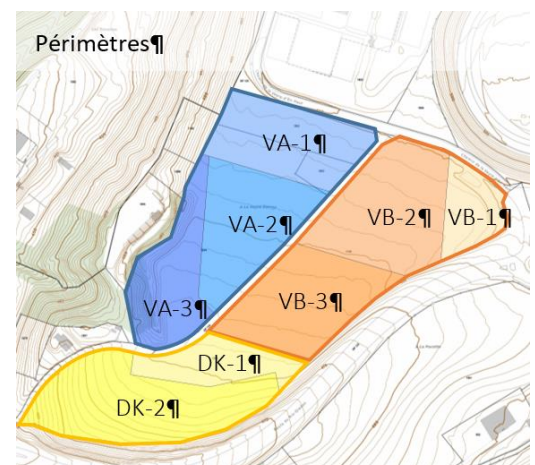 Périmètres¶
VA-1¶
VA-2¶
VB-2¶
VB-1¶
VA-3¶
VB-3¶
DK-1¶
DK-2¶